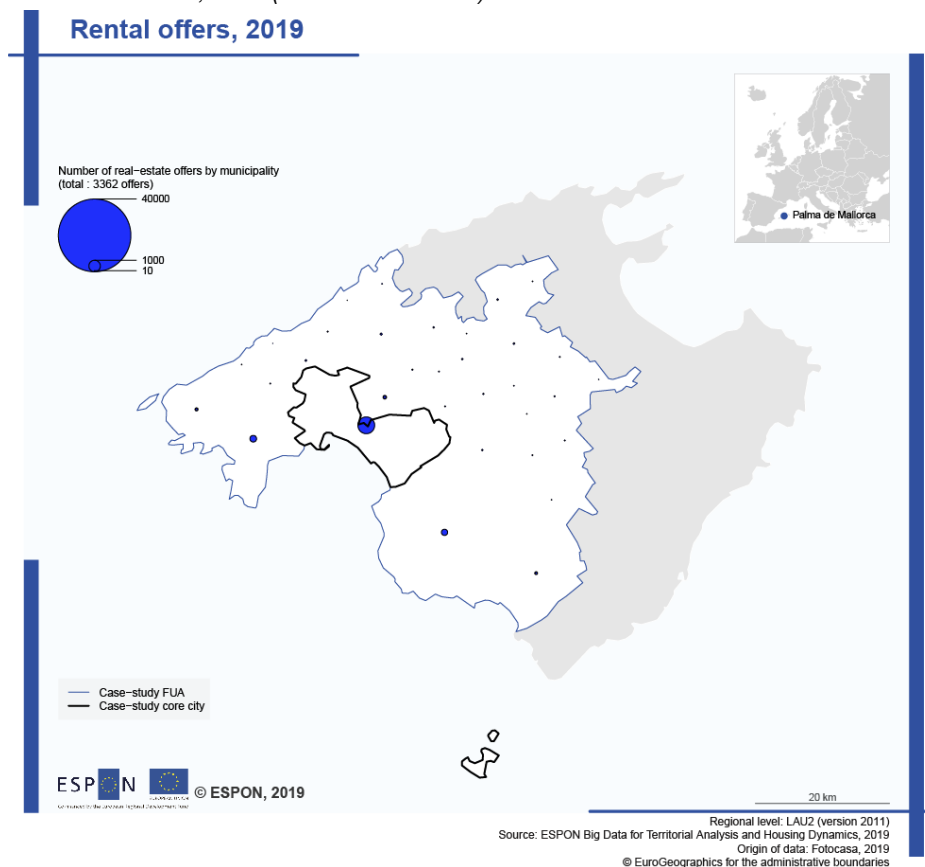 Rental offers, 2019
Number of real-estate offers by municipality
(total : 3362 offers)
40000
1000
10
Palma de Mallorca
Case-study FUA
Case-study core city
ESPON
© ESPON, 2019
20 km
Regional level: LAU2 (version 2011)
Source: ESPON Big Data for Territorial Analysis and Housing Dynamics, 2019
Origin of data: Fotocasa, 2019
© EuroGeographics for the administrative boundaries